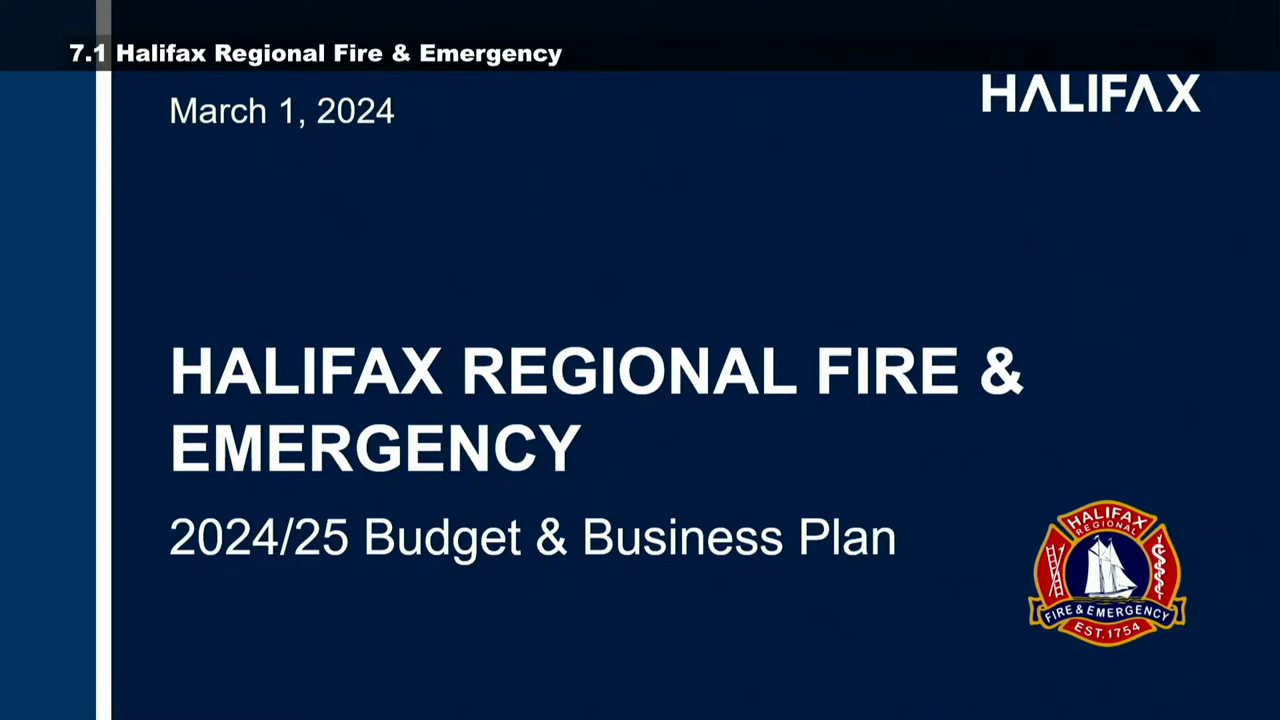 7.1 Halifax Regional Fire & Emergency
March 1, 2024
HALIFAX
HALIFAX REGIONAL FIRE &
EMERGENCY
2024/25 Budget & Business Plan
HALIFAX
REGIONAL
FIRE & EMERGENCY
EST. 1754